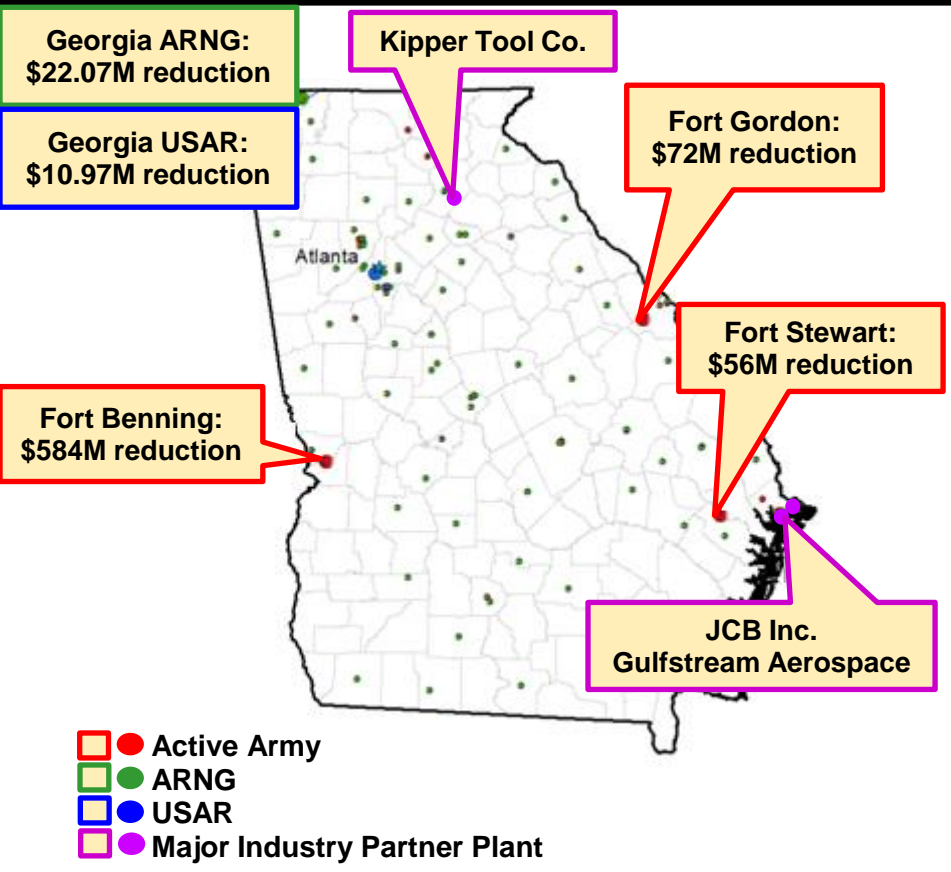 Georgia ARNG:
$22.07M reduction
Kipper Tool Co.
Georgia USAR:
$10.97M reduction
Fort Gordon:
$72M reduction
Atlanta
Fort Stewart:
$56M reduction
Fort Benning:
$584M reduction
JCB Inc.
Gulfstream Aerospace
Active Army
ARNG
USAR
Major Industry Partner Plant